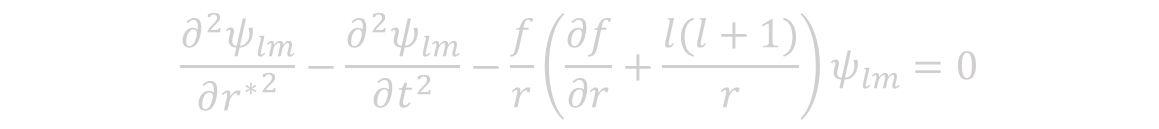 ∂²ψ_{lm}/∂r*² − ∂²ψ_{lm}/∂t² − f/r (∂f/∂r + l(l + 1)/r) ψ_{lm} = 0